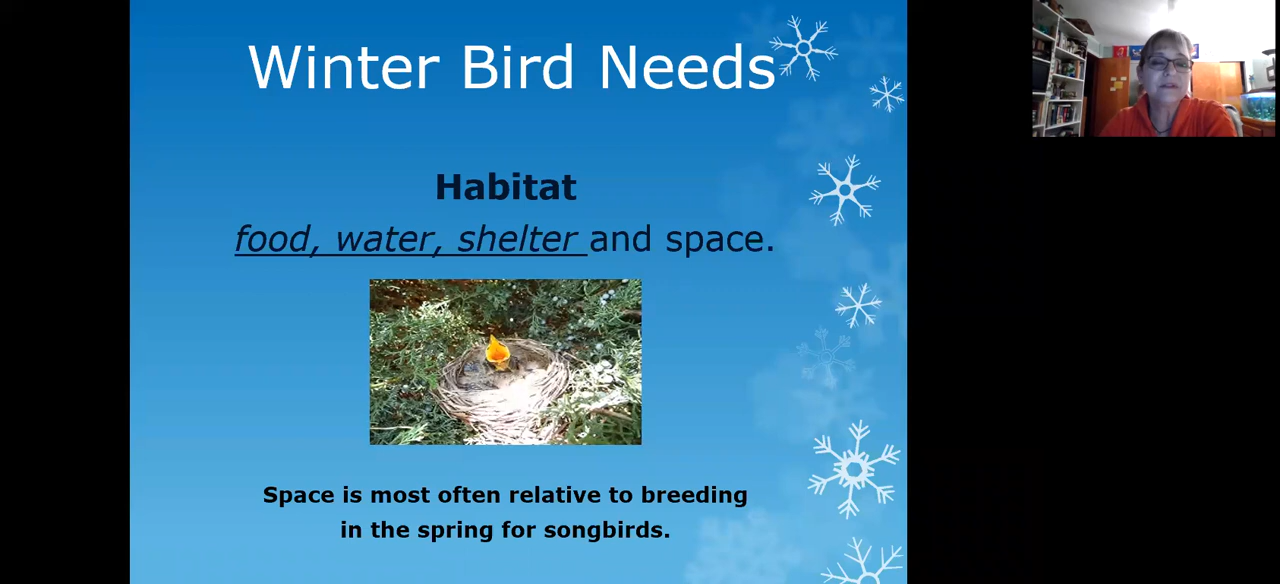 Winter Bird Needs
Habitat
food, water, shelter and space.
Space is most often relative to breeding
in the spring for songbirds.